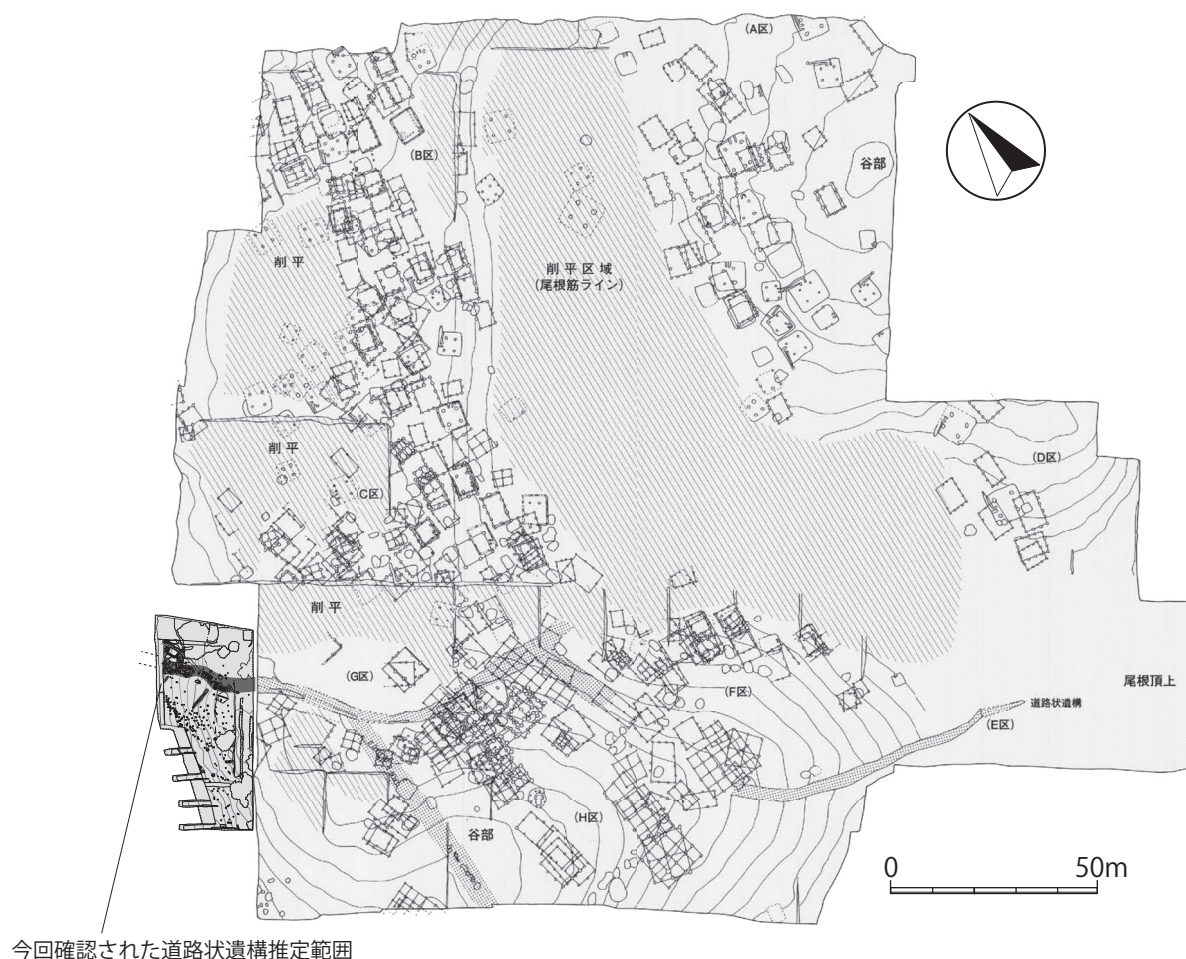 (A区)
(B区)
谷部
削 平
削 平 区 域
(尾根筋ライン)
削 平
(C区)
(D区)
削 平
(G区)
(F区)
尾根頂上
道路状遺構
(E区)
(H区)
谷部
0 50m
今回確認された道路状遺構推定範囲